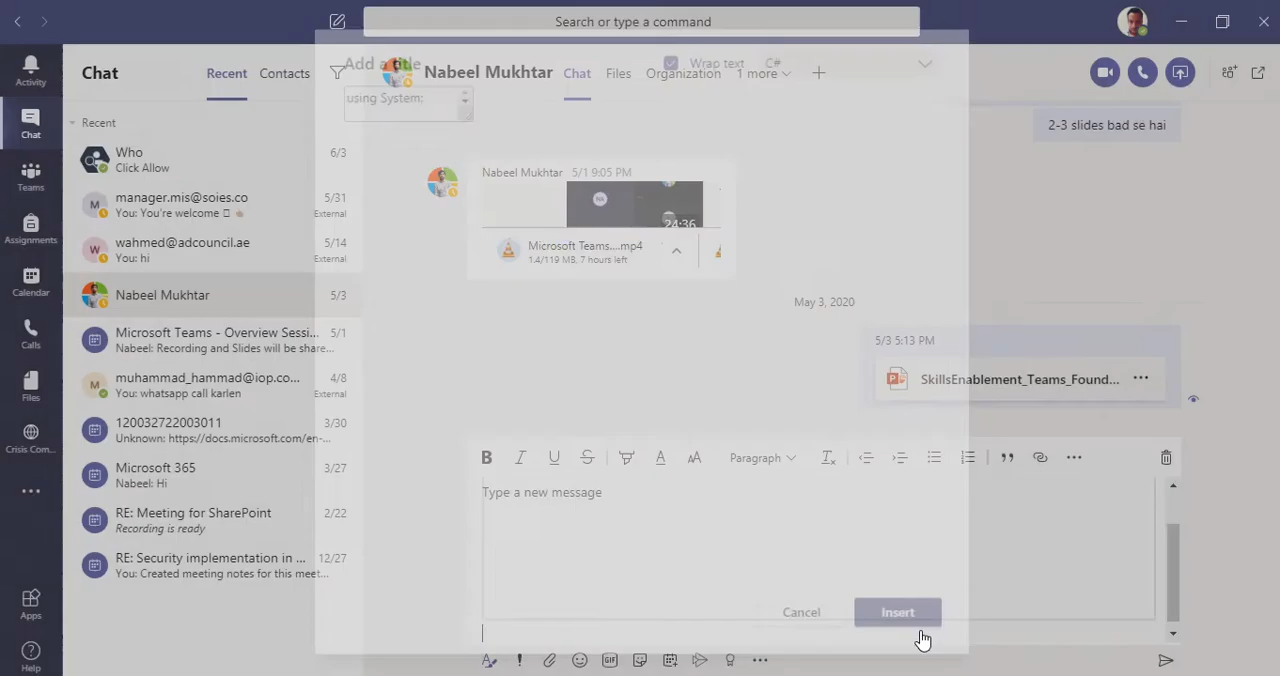 Search or type a command
Activity
Chat
Teams
Assignments
Calendar
Calls
Files
Crisis Com...
Apps
Help
Chat
Recent
Contacts
Recent
Who
6/3
Click Allow
manager.mis@soies.co
5/31
You: You're welcome
External
wahmed@adcouncil.ae
5/14
You: hi
External
Nabeel Mukhtar
5/3
Microsoft Teams - Overview Sessi...
5/1
Nabeel: Recording and Slides will be share...
muhammad_hammad@iop.co...
4/8
You: whatsapp call karlen
External
120032722003011
3/30
Unknown: https://docs.microsoft.com/en-...
Microsoft 365
3/27
Nabeel: Hi
RE: Meeting for SharePoint
2/22
Recording is ready
RE: Security implementation in ...
12/27
You: Created meeting notes for this meet...
Add a title
Wrap text
C#
Nabeel Mukhtar
Chat
Files
Organization
1 more
using System;
2-3 slides bad se hai
Nabeel Mukhtar 5/1 9:05 PM
NA
24:36
Microsoft Teams....mp4
1.4/119 MB, 7 hours left
May 3, 2020
5/3 5:13 PM
SkillsEnablement_Teams_Found...
B I U S A AA Paragraph
Type a new message
Cancel
Insert
GIF